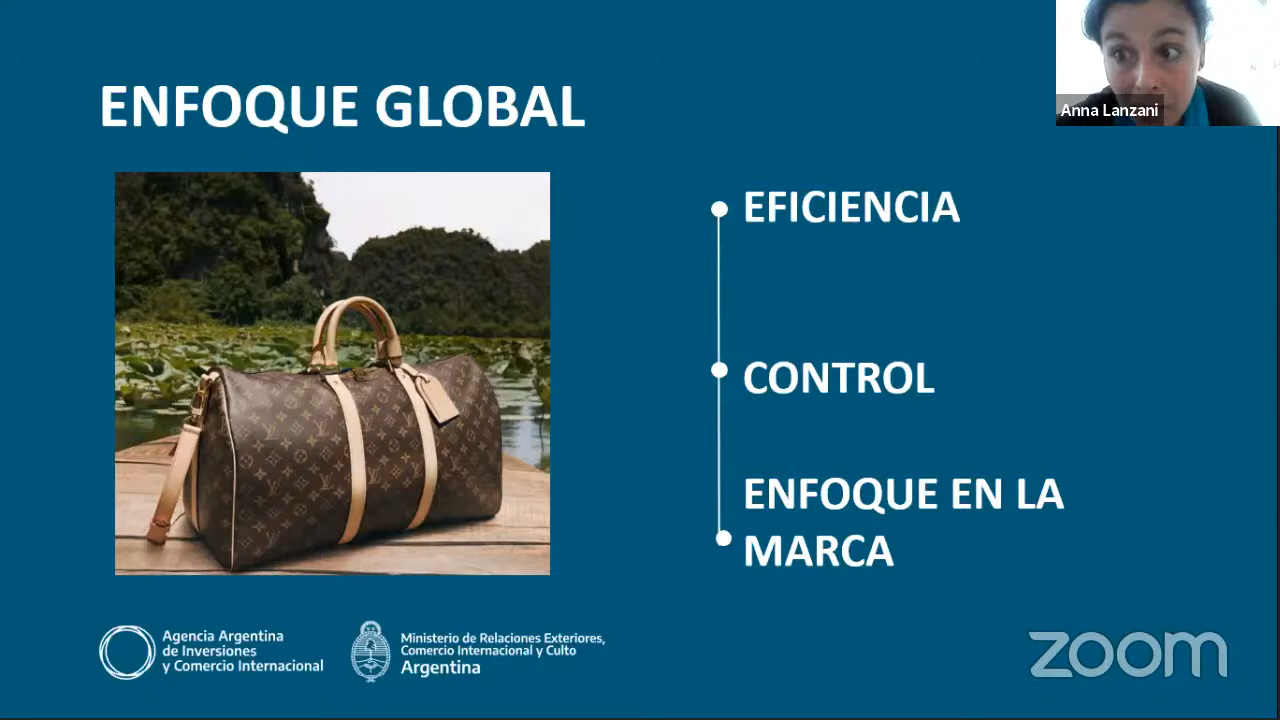 ENFOQUE GLOBAL
Anna Lanzani
EFICIENCIA
CONTROL
ENFOQUE EN LA
MARCA
Agencia Argentina
de Inversiones
y Comercio Internacional
Ministerio de Relaciones Exteriores,
Comercio Internacional y Culto
Argentina
zoom